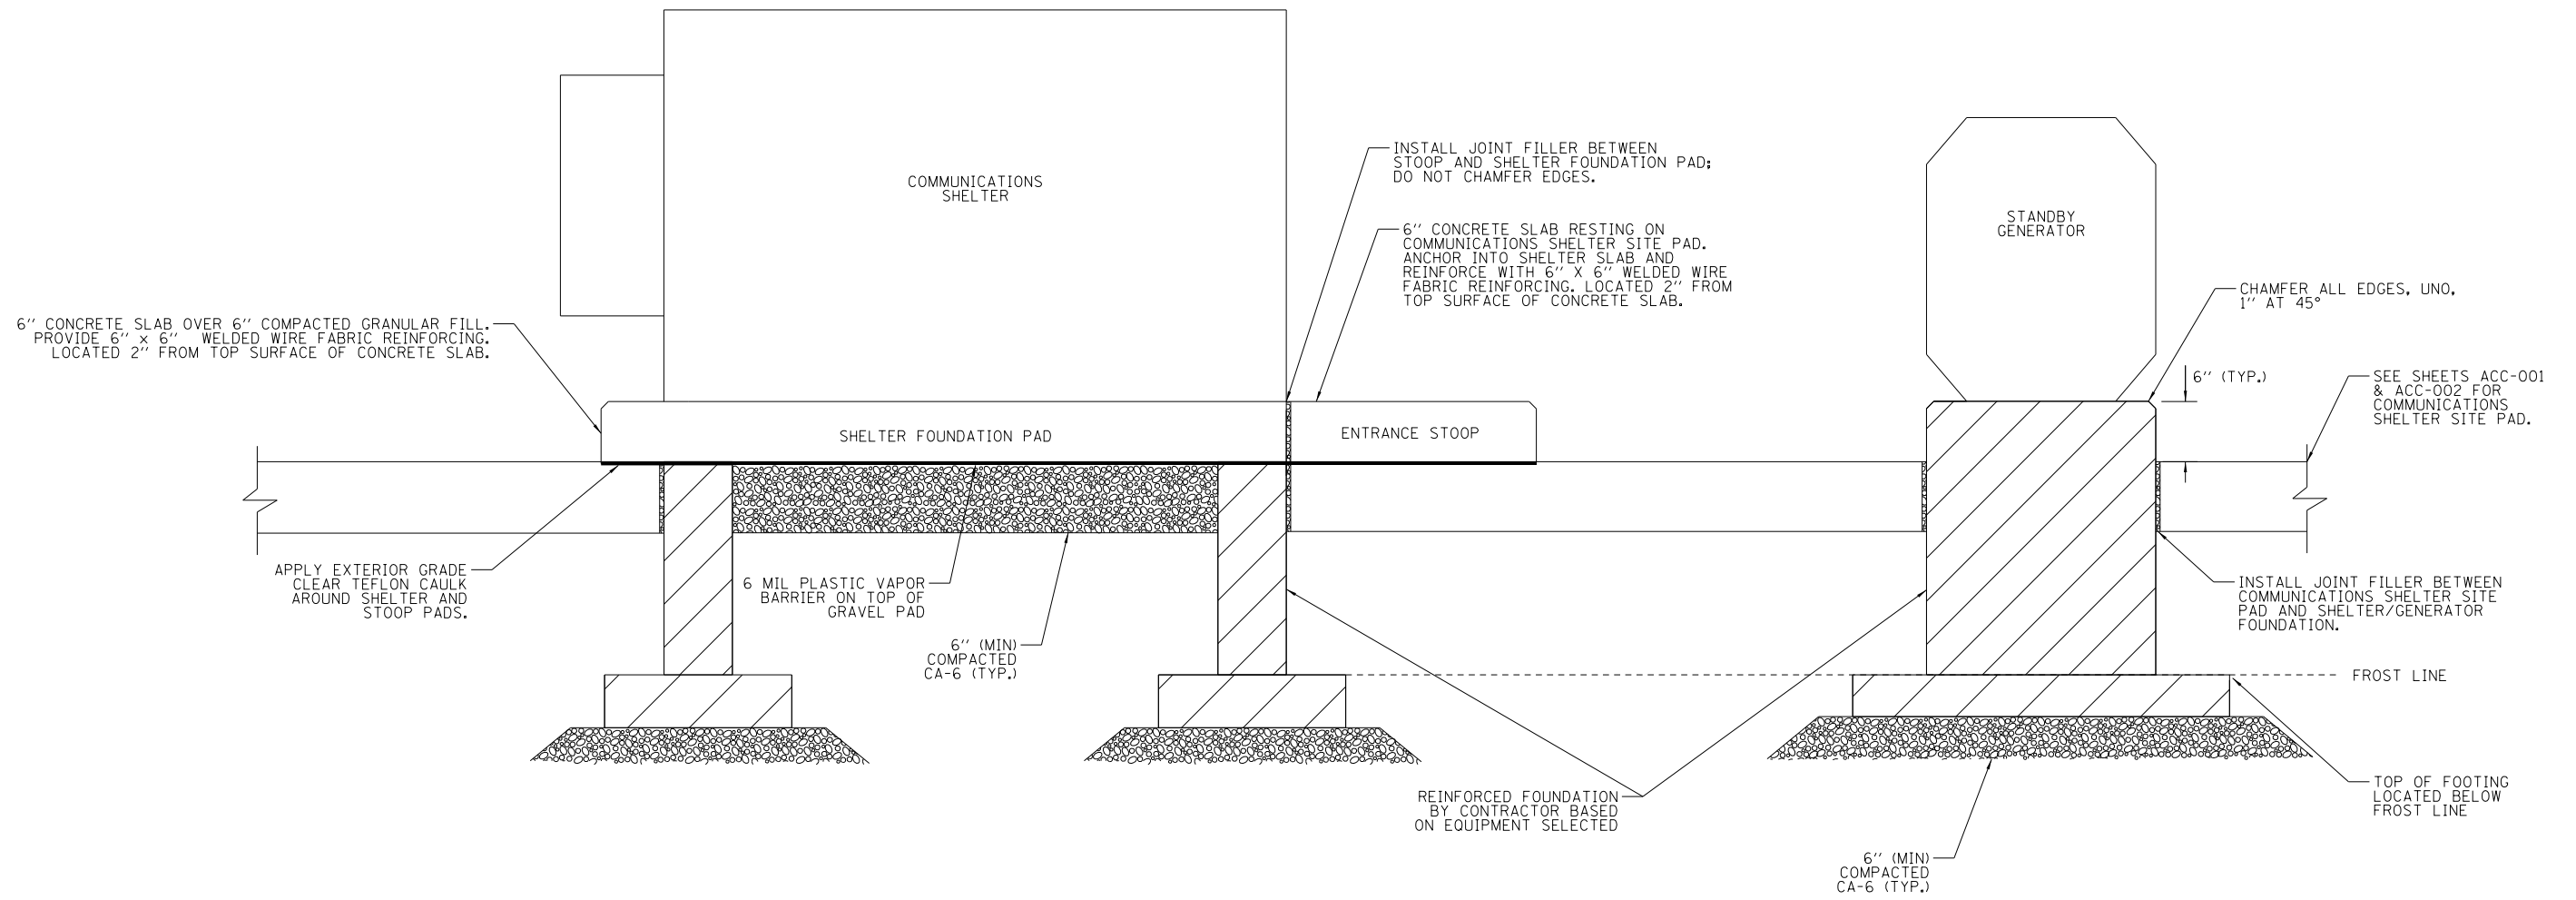 COMMUNICATIONS
SHELTER
INSTALL JOINT FILLER BETWEEN
STOOP AND SHELTER FOUNDATION PAD;
DO NOT CHAMFER EDGES.
STANDBY
GENERATOR
6" CONCRETE SLAB RESTING ON
COMMUNICATIONS SHELTER SITE PAD.
ANCHOR INTO SHELTER SLAB AND
REINFORCE WITH 6" X 6" WELDED WIRE
FABRIC REINFORCING. LOCATED 2" FROM
TOP SURFACE OF CONCRETE SLAB.
CHAMFER ALL EDGES, UNO,
1" AT 45°
6" CONCRETE SLAB OVER 6" COMPACTED GRANULAR FILL.
PROVIDE 6" x 6" WELDED WIRE FABRIC REINFORCING.
LOCATED 2" FROM TOP SURFACE OF CONCRETE SLAB.
6" (TYP.)
SEE SHEETS ACC-001
& ACC-002 FOR
COMMUNICATIONS
SHELTER SITE PAD.
SHELTER FOUNDATION PAD
ENTRANCE STOOP
APPLY EXTERIOR GRADE
CLEAR TEFLON CAULK
AROUND SHELTER AND
STOOP PADS.
6 MIL PLASTIC VAPOR
BARRIER ON TOP OF
GRAVEL PAD
INSTALL JOINT FILLER BETWEEN
COMMUNICATIONS SHELTER SITE
PAD AND SHELTER/GENERATOR
FOUNDATION.
6" (MIN)
COMPACTED
CA-6 (TYP.)
FROST LINE
REINFORCED FOUNDATION
BY CONTRACTOR BASED
ON EQUIPMENT SELECTED
TOP OF FOOTING
LOCATED BELOW
FROST LINE
6" (MIN)
COMPACTED
CA-6 (TYP.)